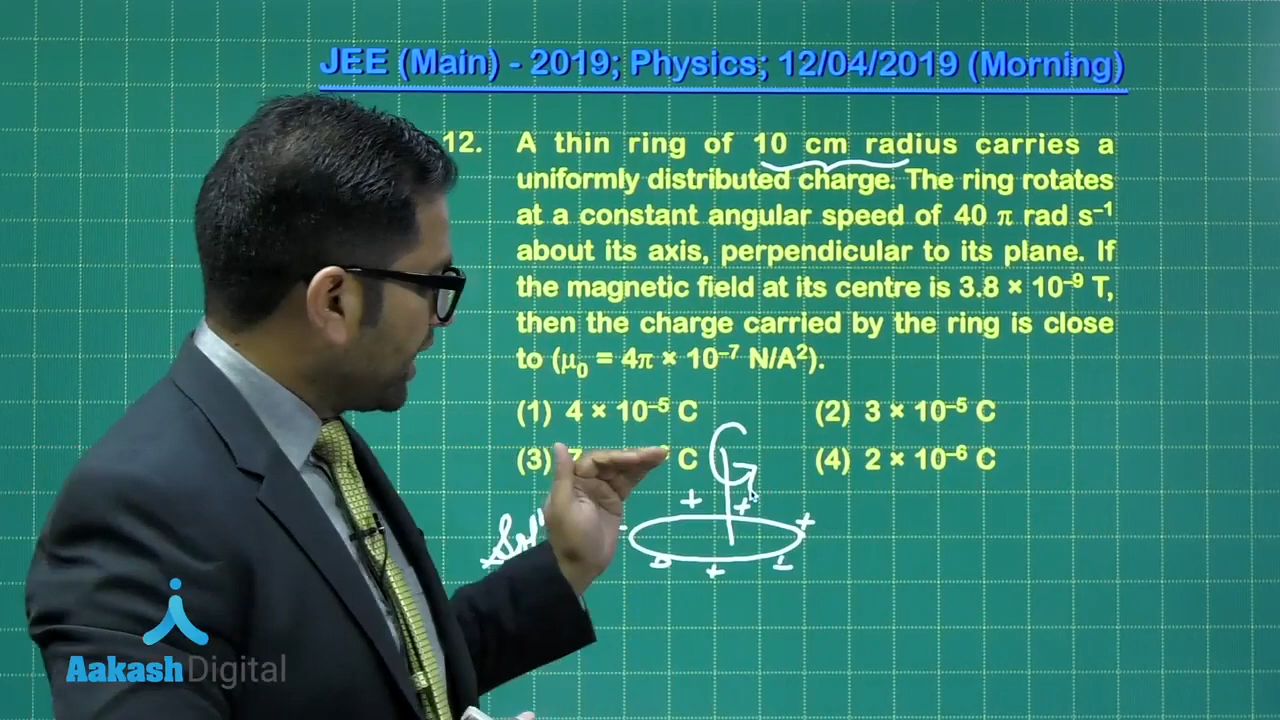 JEE (Main) - 2019; Physics; 12/04/2019 (Morning)
12. A thin ring of 10 cm radius carries a
uniformly distributed charge. The ring rotates
at a constant angular speed of 40 π rad s⁻¹
about its axis, perpendicular to its plane. If
the magnetic field at its centre is 3.8 × 10⁻⁹ T,
then the charge carried by the ring is close
to (μ₀ = 4π × 10⁻⁷ N/A²).
(1) 4 × 10⁻⁵ C (2) 3 × 10⁻⁵ C
(3) 7 C (4) 2 × 10⁻⁶ C
+ + +
+
Aakash Digital